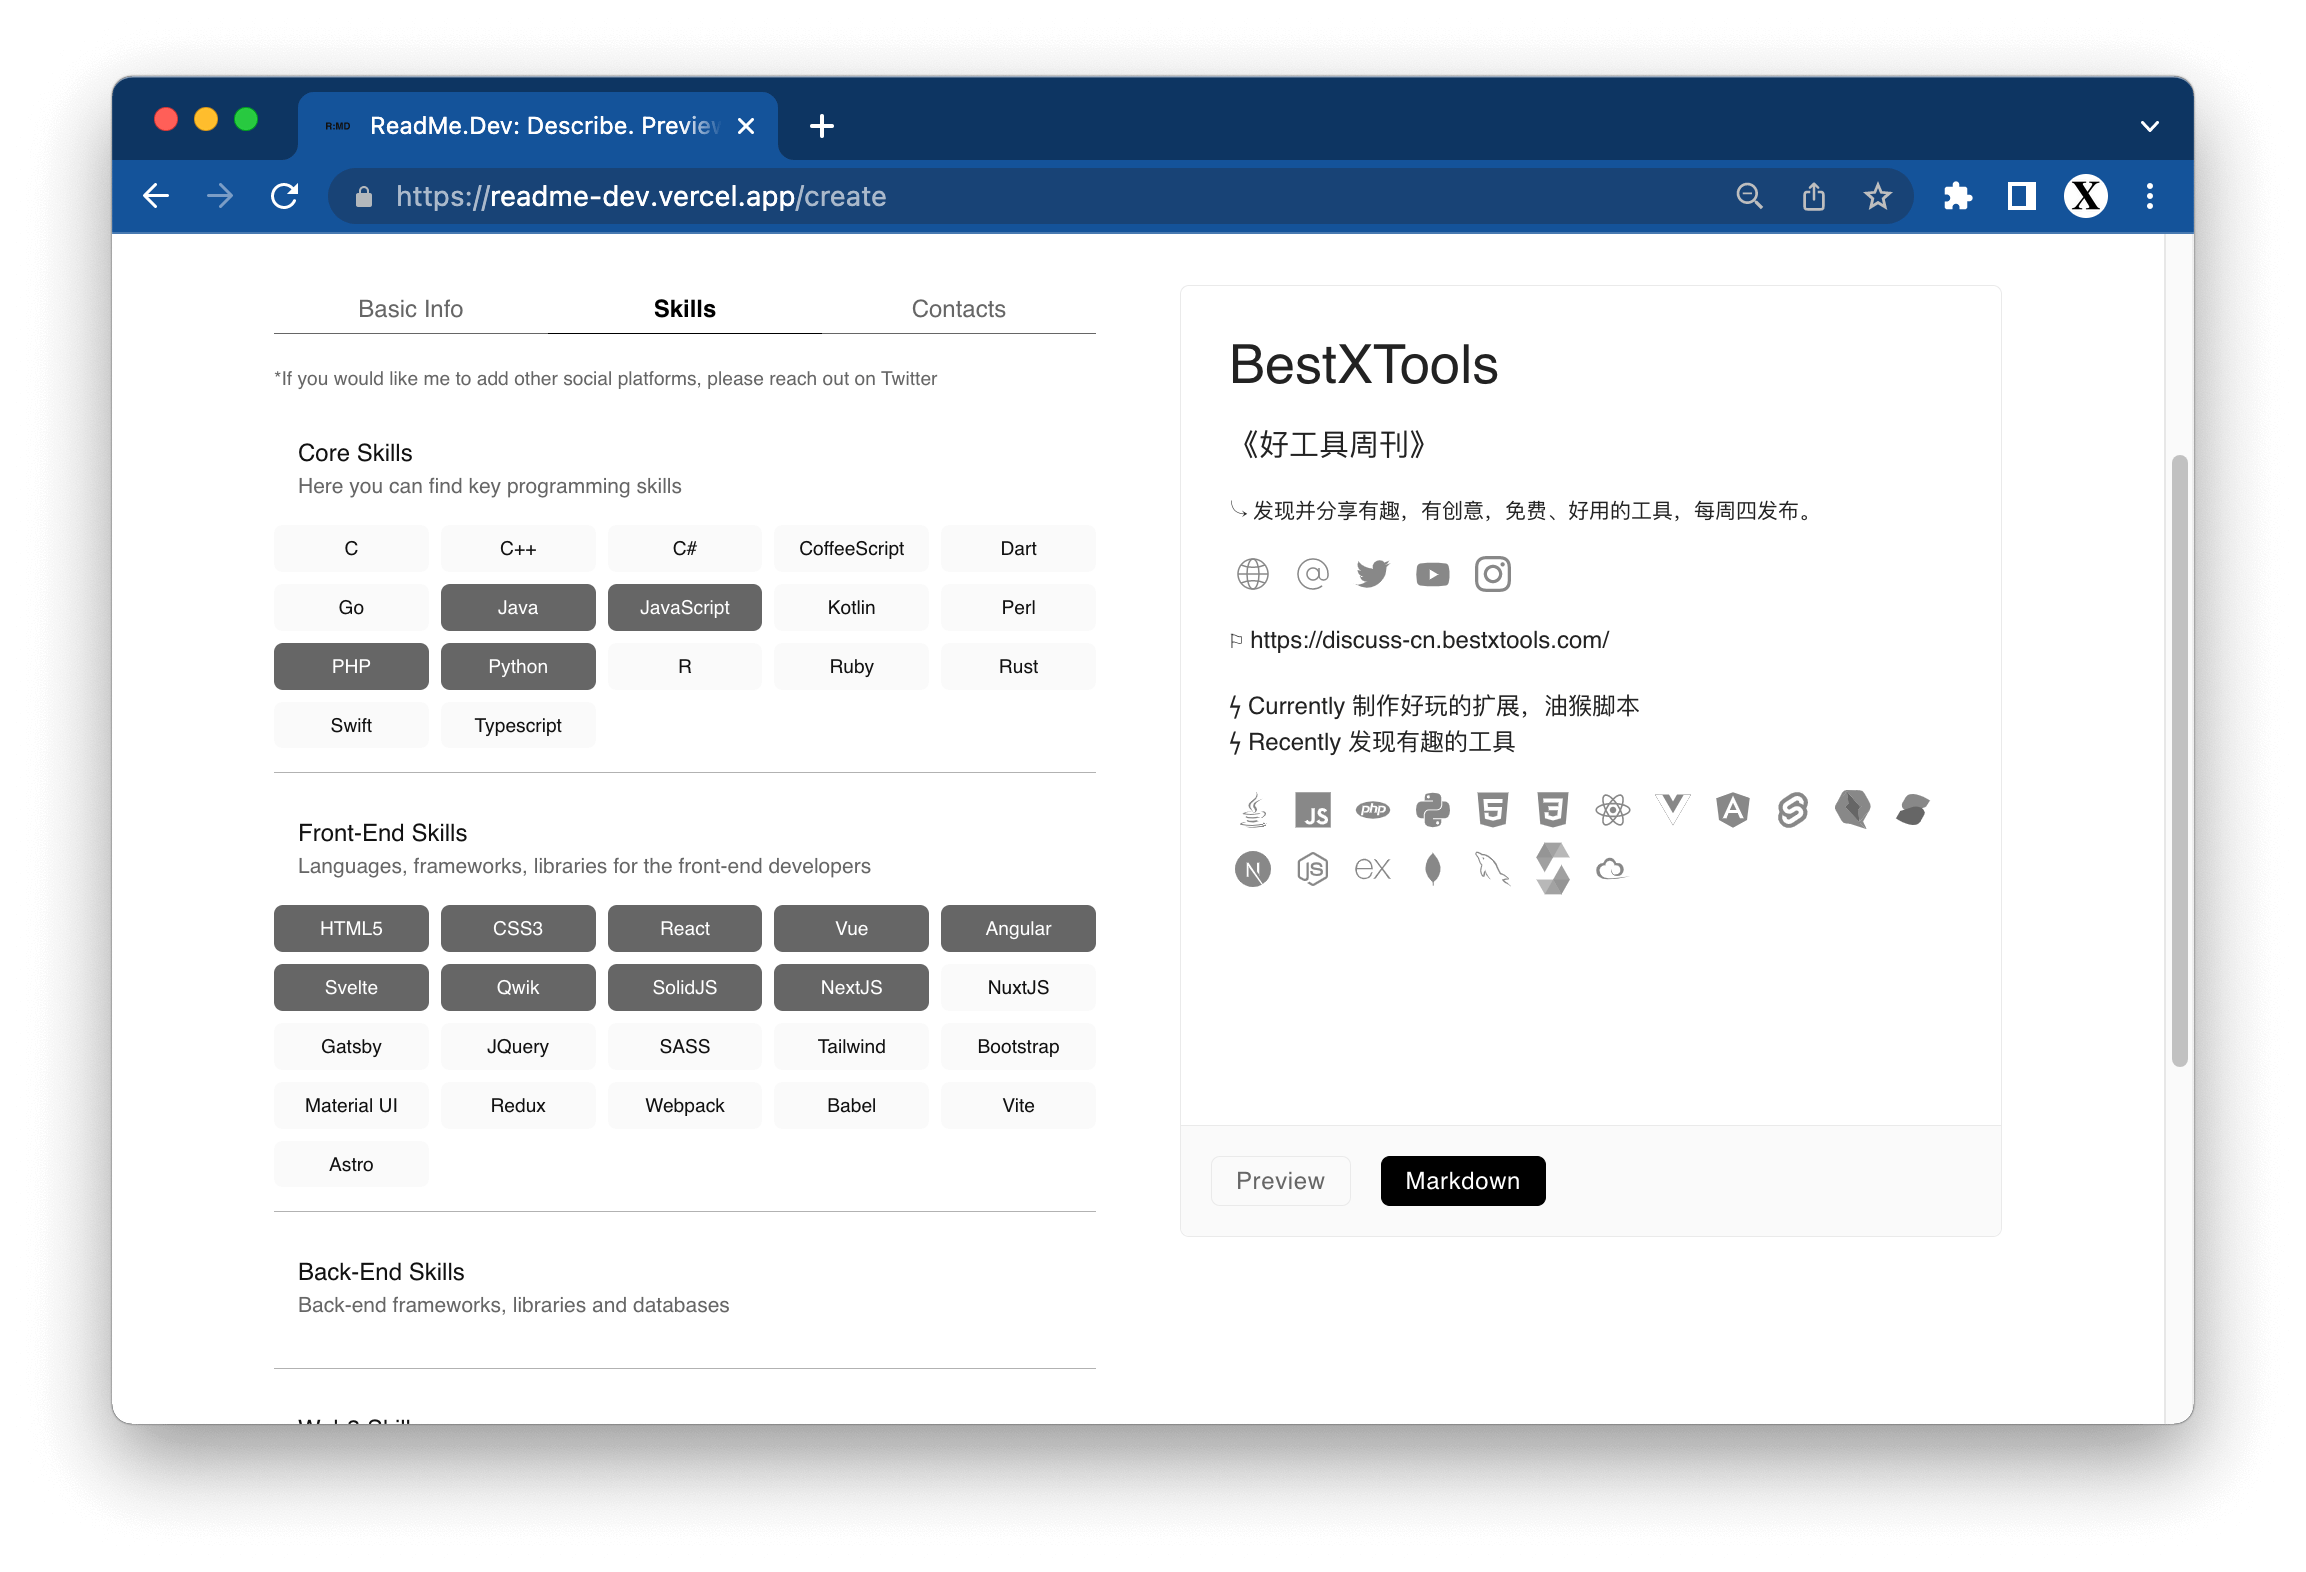 R:MD ReadMe.Dev: Describe. Preview
https://readme-dev.vercel.app/create
X
Basic Info
Skills
Contacts
*If you would like me to add other social platforms, please reach out on Twitter
Core Skills
Here you can find key programming skills
C
C++
C#
CoffeeScript
Dart
Go
Java
JavaScript
Kotlin
Perl
PHP
Python
R
Ruby
Rust
Swift
Typescript
Front-End Skills
Languages, frameworks, libraries for the front-end developers
HTML5
CSS3
React
Vue
Angular
Svelte
Qwik
SolidJS
NextJS
NuxtJS
Gatsby
JQuery
SASS
Tailwind
Bootstrap
Material UI
Redux
Webpack
Babel
Vite
Astro
Back-End Skills
Back-end frameworks, libraries and databases
BestXTools
《好工具周刊》
发现并分享有趣，有创意，免费、好用的工具，每周四发布。
https://discuss-cn.bestxtools.com/
Currently 制作好玩的扩展，油猴脚本
Recently 发现有趣的工具
JS
php
5
3
A
N
JS
ex
Preview
Markdown